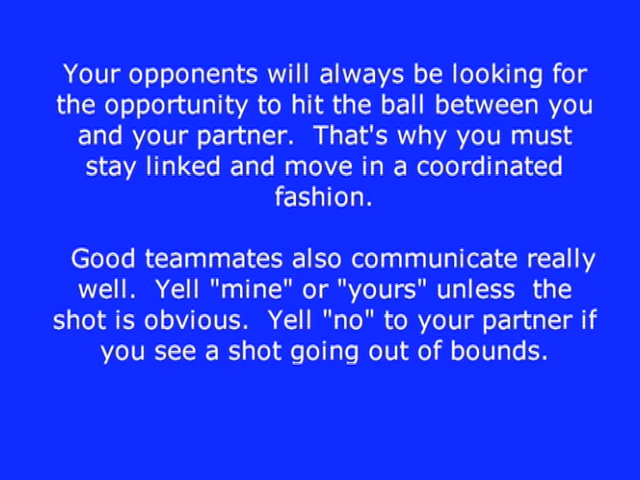 Your opponents will always be looking for
the opportunity to hit the ball between you
and your partner.  That's why you must
stay linked and move in a coordinated
fashion.
Good teammates also communicate really
well.  Yell "mine" or "yours" unless  the
shot is obvious.  Yell "no" to your partner if
you see a shot going out of bounds.